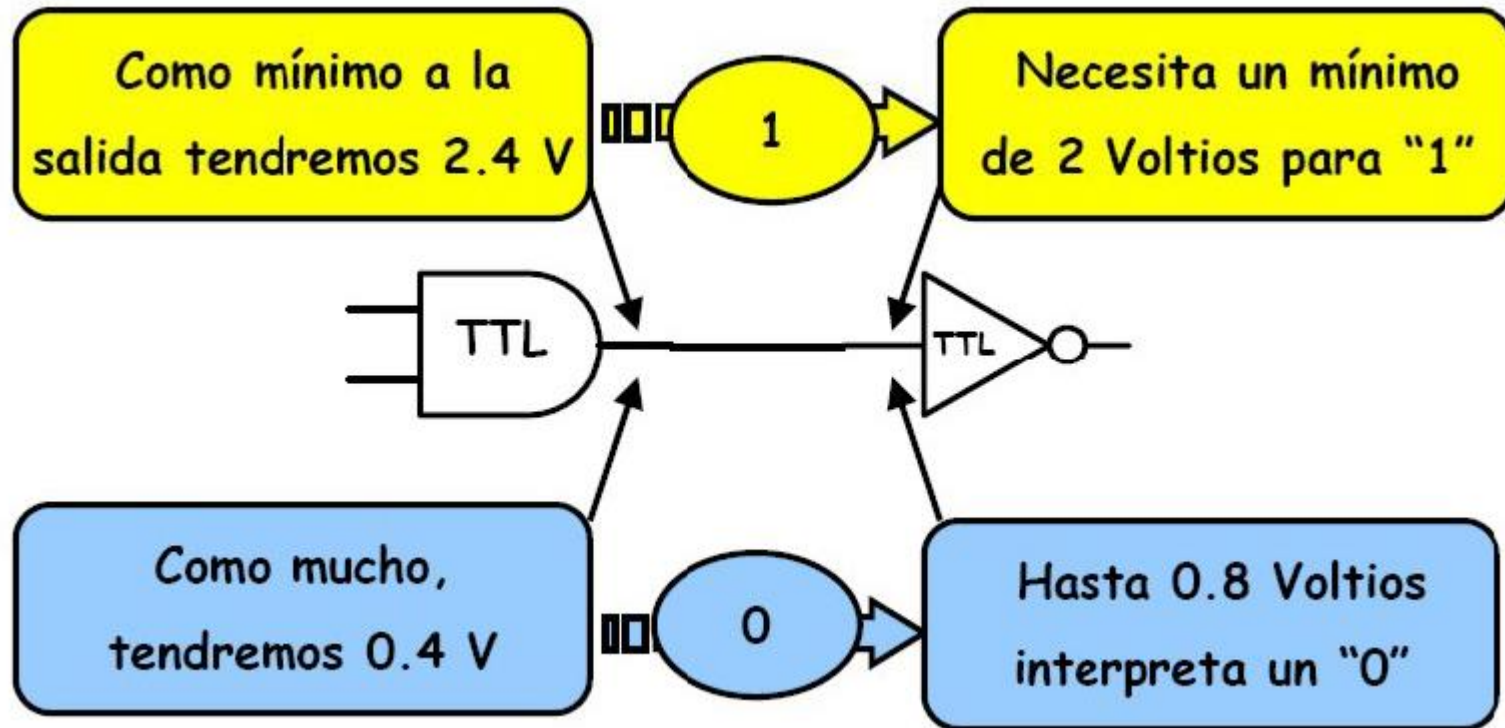 Como mínimo a la
salida tendremos 2.4 V
1
Necesita un mínimo
de 2 Voltios para “1”
TTL
TTL
Como mucho,
tendremos 0.4 V
0
Hasta 0.8 Voltios
interpreta un “0”